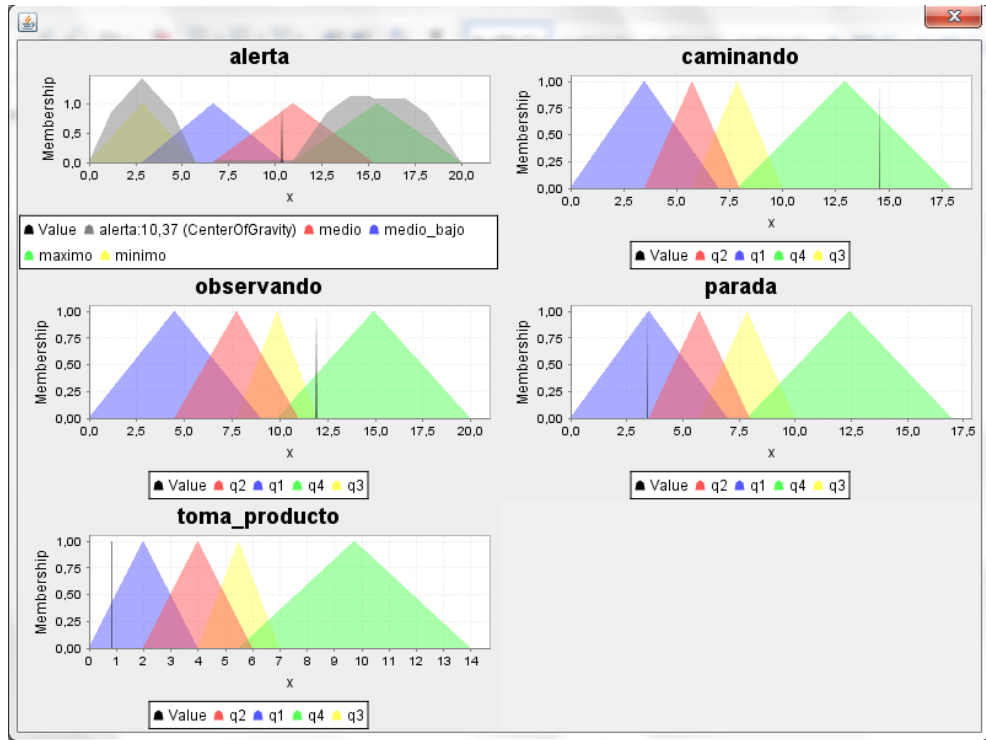 x
alerta
Membership
1,0
0,5
0,0
0,0 2,5 5,0 7,5 10,0 12,5 15,0 17,5 20,0
x
Value alerta:10,37 (CenterOfGravity) medio medio_bajo
maximo minimo
caminando
Membership
1,00
0,75
0,50
0,25
0,00
0,0 2,5 5,0 7,5 10,0 12,5 15,0 17,5
x
Value q2 q1 q4 q3
observando
Membership
1,00
0,75
0,50
0,25
0,00
0,0 2,5 5,0 7,5 10,0 12,5 15,0 17,5 20,0
x
Value q2 q1 q4 q3
parada
Membership
1,00
0,75
0,50
0,25
0,00
0,0 2,5 5,0 7,5 10,0 12,5 15,0 17,5
x
Value q2 q1 q4 q3
toma_producto
Membership
1,00
0,75
0,50
0,25
0,00
0 1 2 3 4 5 6 7 8 9 10 11 12 13 14
x
Value q2 q1 q4 q3